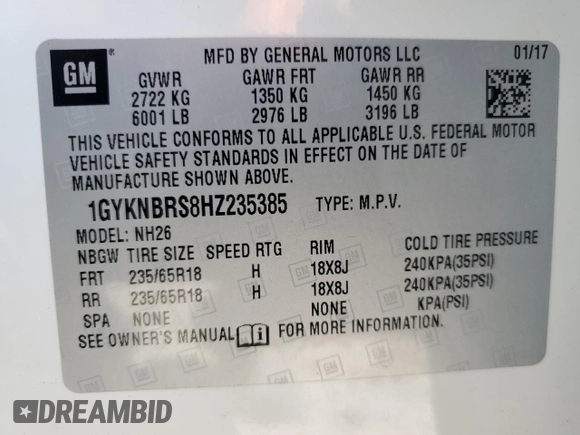 GM
MFD BY GENERAL MOTORS LLC 01/17
GVWR GAWR FRT GAWR RR
2722 KG 1350 KG 1450 KG
6001 LB 2976 LB 3196 LB
THIS VEHICLE CONFORMS TO ALL APPLICABLE U.S. FEDERAL MOTOR
VEHICLE SAFETY STANDARDS IN EFFECT ON THE DATE OF
MANUFACTURE SHOWN ABOVE.
1GYKNBRS8HZ235385 TYPE: M.P.V.
MODEL: NH26
NBGW TIRE SIZE SPEED RTG RIM COLD TIRE PRESSURE
FRT 235/65R18 H 18X8J 240KPA(35PSI)
RR 235/65R18 H 18X8J 240KPA(35PSI)
SPA NONE NONE KPA(PSI)
SEE OWNER'S MANUAL FOR MORE INFORMATION.
DREAMBID